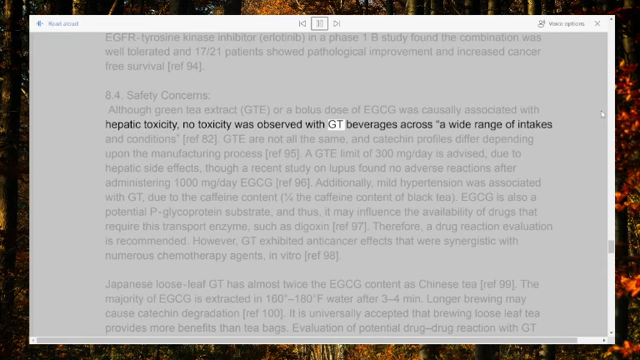 Read aloud
Voice options
EGFR-tyrosine kinase inhibitor (erlotinib) in a phase 1 B study found the combination was
well tolerated and 17/21 patients showed pathological improvement and increased cancer
free survival [ref 94].
8.4. Safety Concerns:
Although green tea extract (GTE) or a bolus dose of EGCG was causally associated with
hepatic toxicity, no toxicity was observed with GT beverages across “a wide range of intakes
and conditions” [ref 82]. GTE are not all the same, and catechin profiles differ depending
upon the manufacturing process [ref 95]. A GTE limit of 300 mg/day is advised, due to
hepatic side effects, though a recent study on lupus found no adverse reactions after
administering 1000 mg/day EGCG [ref 96]. Additionally, mild hypertension was associated
with GT, due to the caffeine content (¼ the caffeine content of black tea). EGCG is also a
potential P-glycoprotein substrate, and thus, it may influence the availability of drugs that
require this transport enzyme, such as digoxin [ref 97]. Therefore, a drug reaction evaluation
is recommended. However, GT exhibited anticancer effects that were synergistic with
numerous chemotherapy agents, in vitro [ref 98].
Japanese loose-leaf GT has almost twice the EGCG content as Chinese tea [ref 99]. The
majority of EGCG is extracted in 160°–180°F water after 3–4 min. Longer brewing may
cause catechin degradation [ref 100]. It is universally accepted that brewing loose leaf tea
provides more benefits than tea bags. Evaluation of potential drug–drug reaction with GT